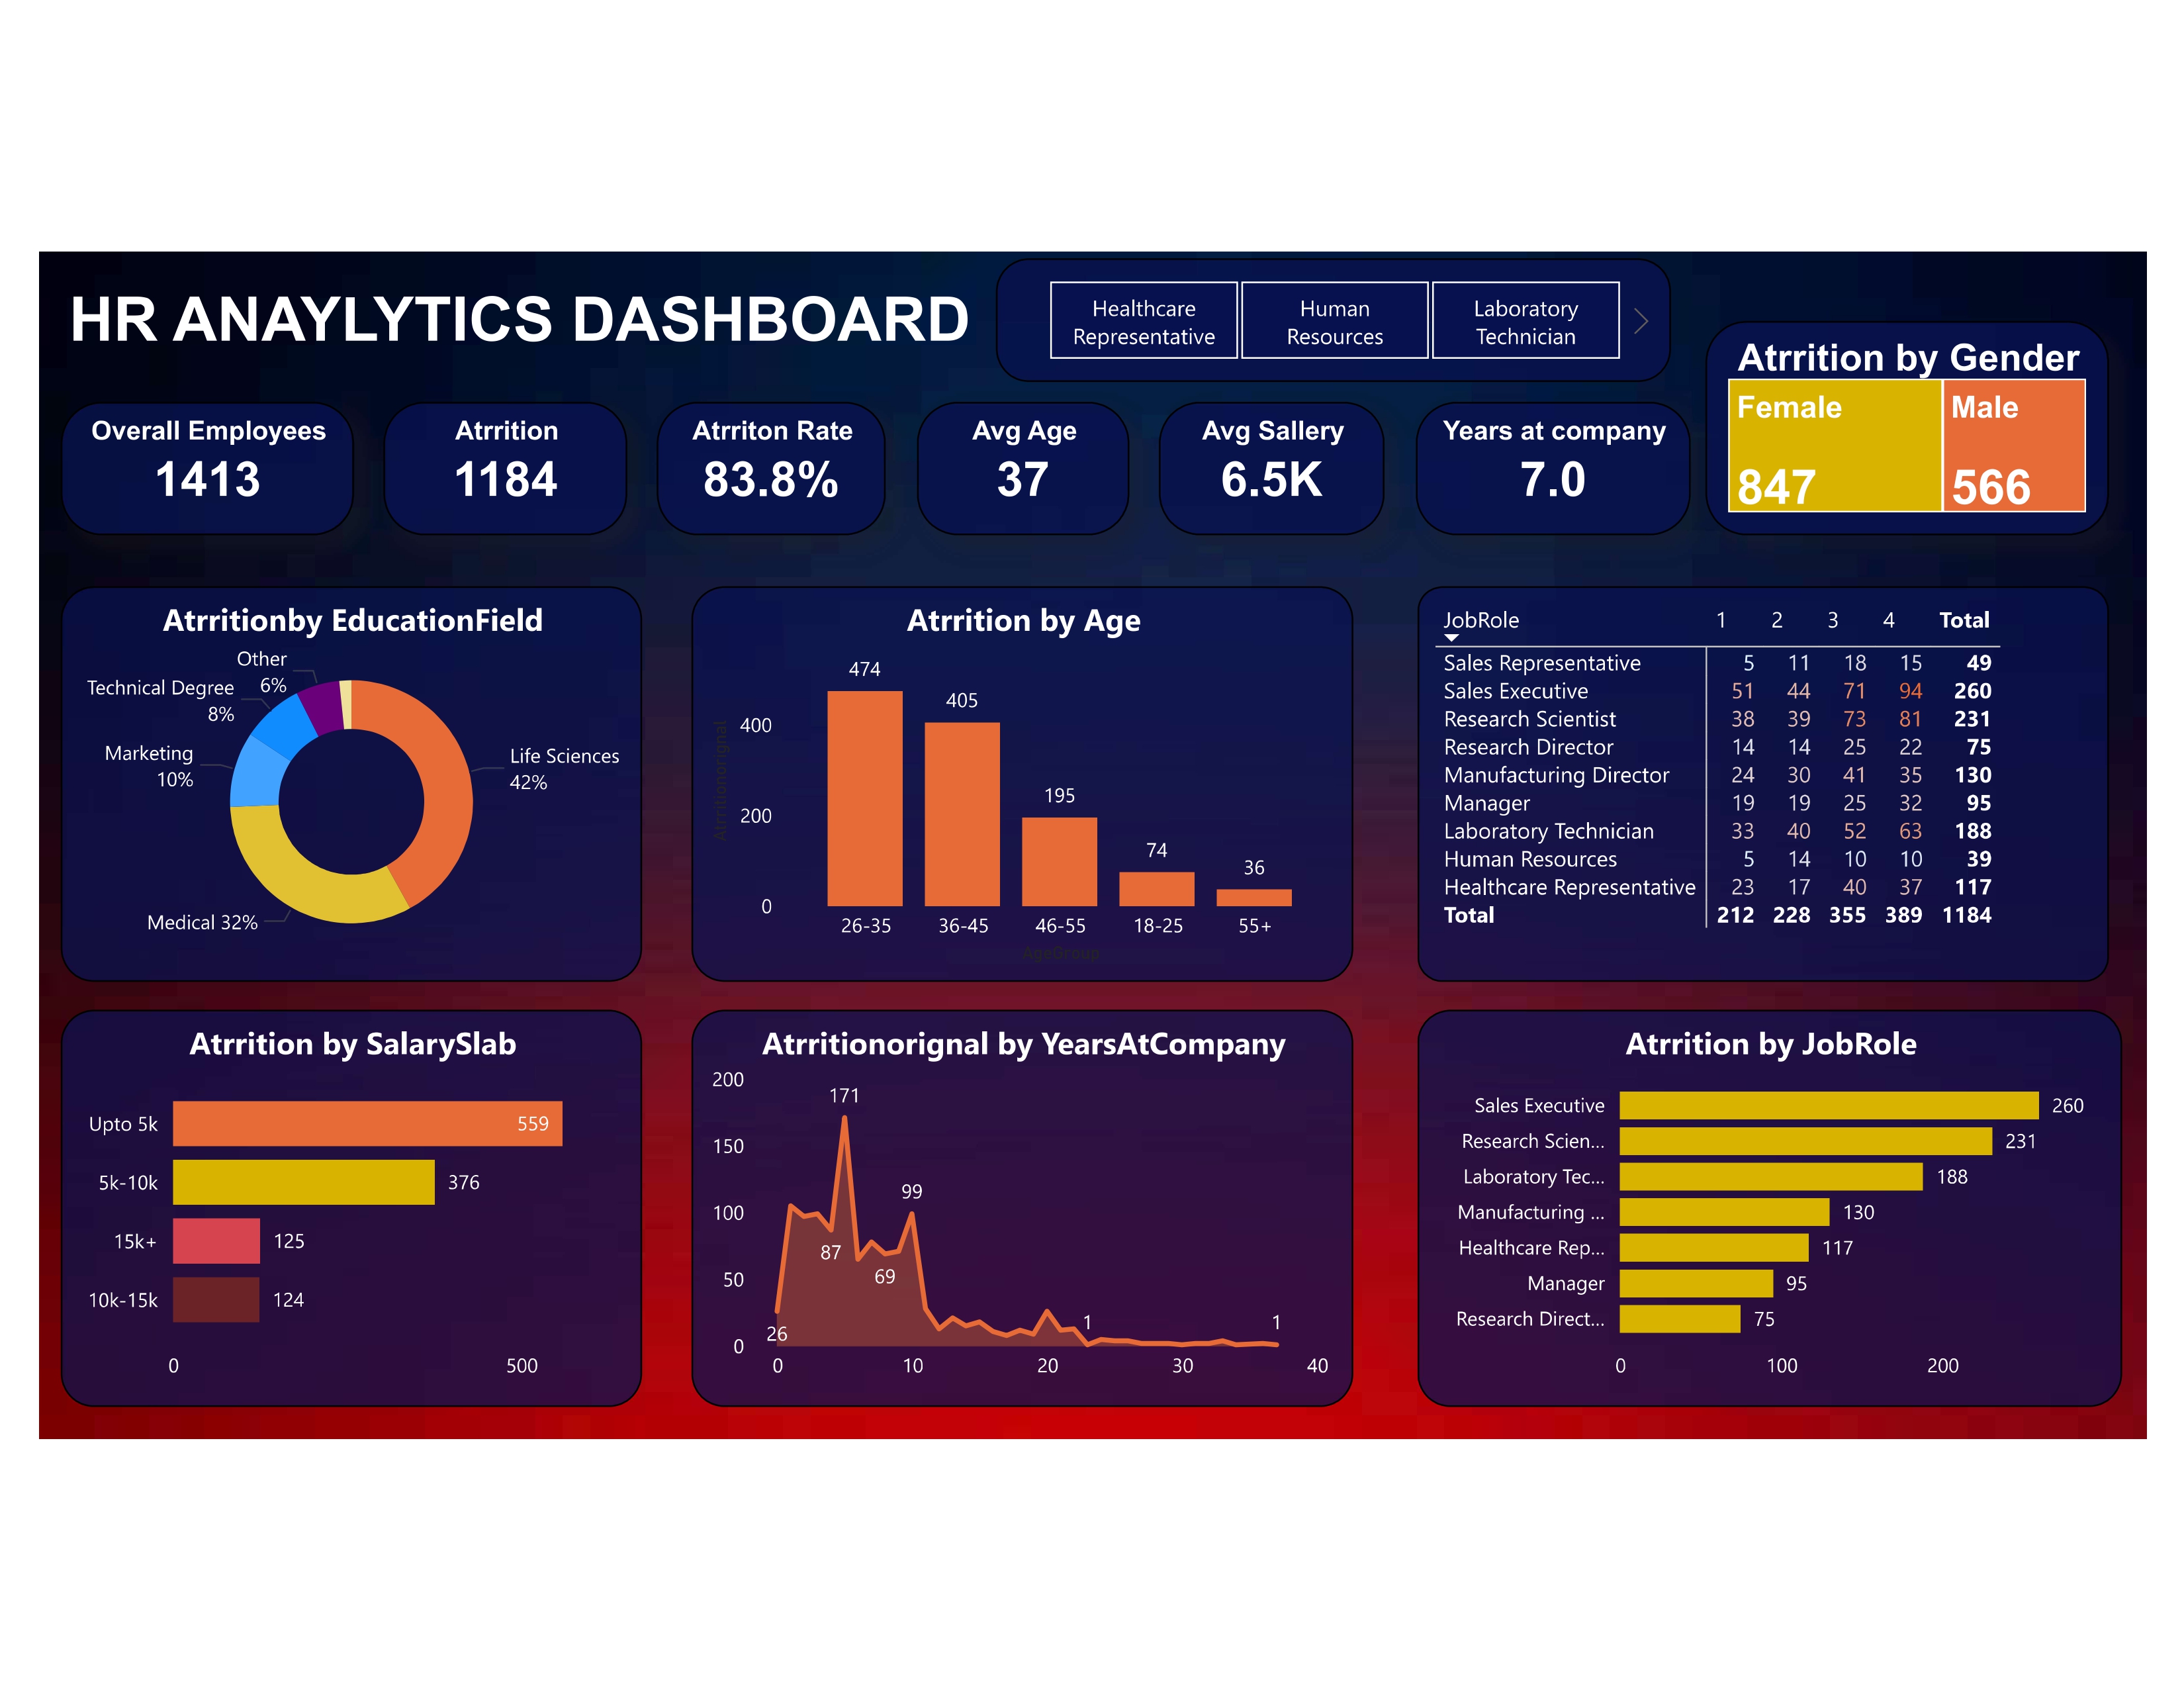 HR ANAYLYTICS DASHBOARD
Healthcare
Representative
Human
Resources
Laboratory
Technician
Atrrition by Gender
Female
847
Male
566
Overall Employees
1413
Atrrition
1184
Atrriton Rate
83.8%
Avg Age
37
Avg Sallery
6.5K
Years at company
7.0
Atrritionby EducationField
Other
6%
Technical Degree
8%
Marketing
10%
Life Sciences
42%
Medical 32%
Atrrition by Age
Atrritionorignal
400
200
0
474
405
195
74
36
26-35 36-45 46-55 18-25 55+
AgeGroup
JobRole 1 2 3 4 Total
Sales Representative 5 11 18 15 49
Sales Executive 51 44 71 94 260
Research Scientist 38 39 73 81 231
Research Director 14 14 25 22 75
Manufacturing Director 24 30 41 35 130
Manager 19 19 25 32 95
Laboratory Technician 33 40 52 63 188
Human Resources 5 14 10 10 39
Healthcare Representative 23 17 40 37 117
Total 212 228 355 389 1184
Atrrition by SalarySlab
Upto 5k 559
5k-10k 376
15k+ 125
10k-15k 124
0 500
Atrritionorignal by YearsAtCompany
200
150
100
50
0
171
99
87
69
26
1
1
0 10 20 30 40
Atrrition by JobRole
Sales Executive 260
Research Scien... 231
Laboratory Tec... 188
Manufacturing ... 130
Healthcare Rep... 117
Manager 95
Research Direct... 75
0 100 200